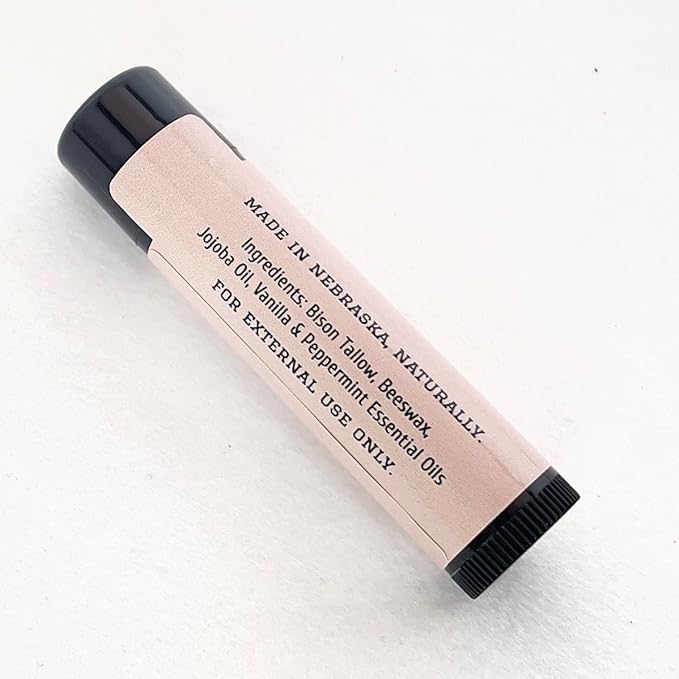 MADE IN NEBRASKA, NATURALLY.
Ingredients: Bison Tallow, Beeswax,
Jojoba Oil, Vanilla & Peppermint Essential Oils
FOR EXTERNAL USE ONLY.